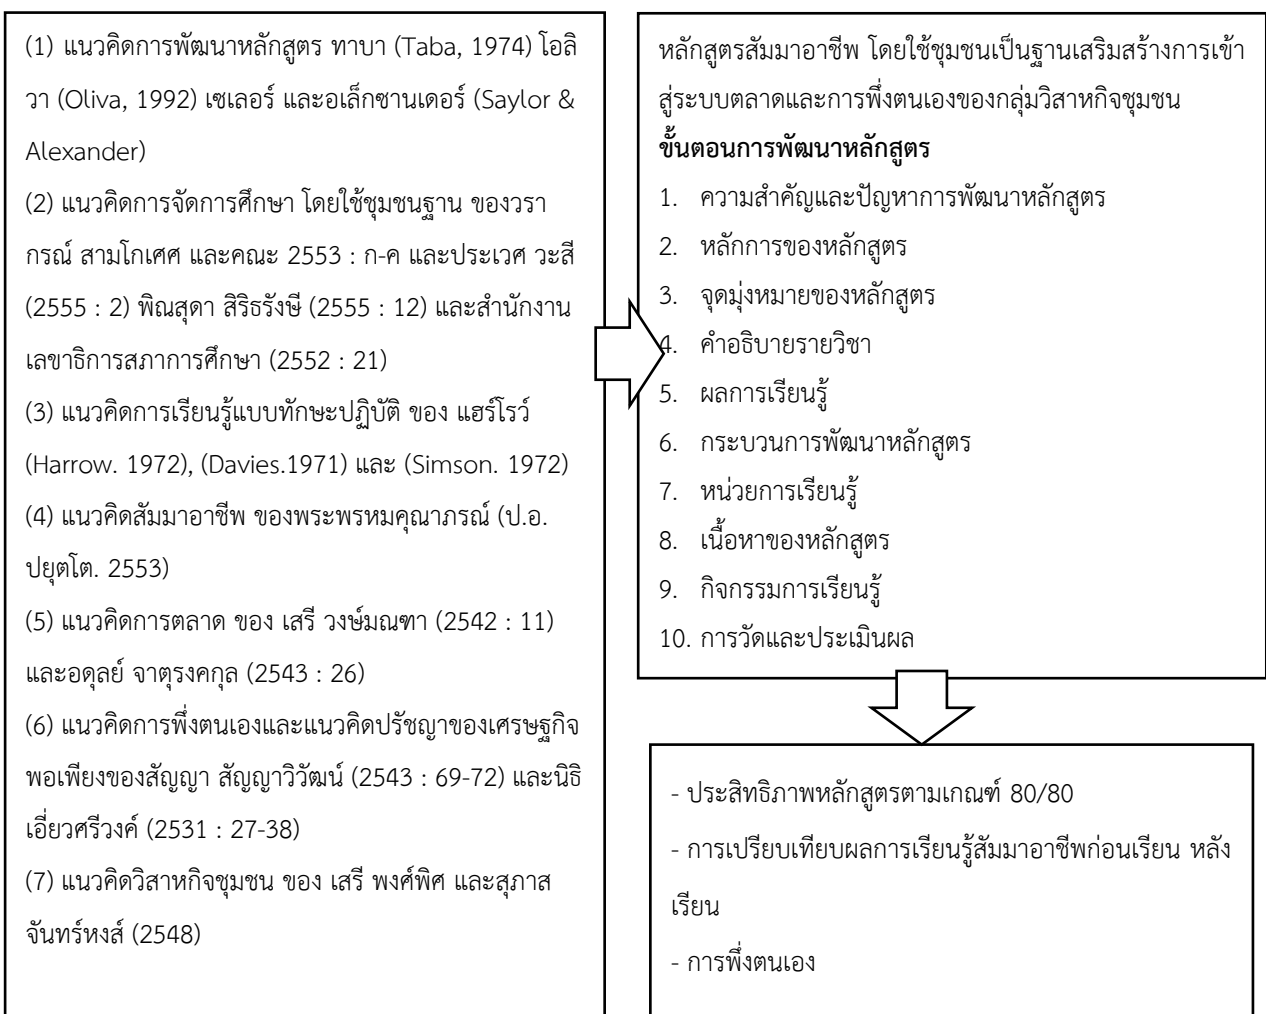 (1) แนวคิดการพัฒนาหลักสูตร ทาบา (Taba, 1974) โอลิ
วา (Oliva, 1992) เซเลอร์ และอเล็กซานเดอร์ (Saylor &
Alexander)
(2) แนวคิดการจัดการศึกษา โดยใช้ชุมชนฐาน ของวรา
กรณ์ สามโกเศศ และคณะ 2553 : ก-ค และประเวศ วะสี
(2555 : 2) พิณสุดา สิริธรังษี (2555 : 12) และสำนักงาน
เลขาธิการสภาการศึกษา (2552 : 21)
(3) แนวคิดการเรียนรู้แบบทักษะปฏิบัติ ของ แฮร์โรว์
(Harrow. 1972), (Davies.1971) และ (Simson. 1972)
(4) แนวคิดสัมมาอาชีพ ของพระพรหมคุณาภรณ์ (ป.อ.
ปยุตโต. 2553)
(5) แนวคิดการตลาด ของ เสรี วงษ์มณฑา (2542 : 11)
และอดุลย์ จาตุรงคกุล (2543 : 26)
(6) แนวคิดการพึ่งตนเองและแนวคิดปรัชญาของเศรษฐกิจ
พอเพียงของสัญญา สัญญาวิวัฒน์ (2543 : 69-72) และนิธิ
เอี่ยวศรีวงค์ (2531 : 27-38)
(7) แนวคิดวิสาหกิจชุมชน ของ เสรี พงศ์พิศ และสุภาส
จันทร์หงส์ (2548)
หลักสูตรสัมมาอาชีพ โดยใช้ชุมชนเป็นฐานเสริมสร้างการเข้า
สู่ระบบตลาดและการพึ่งตนเองของกลุ่มวิสาหกิจชุมชน
ขั้นตอนการพัฒนาหลักสูตร
1. ความสำคัญและปัญหาการพัฒนาหลักสูตร
2. หลักการของหลักสูตร
3. จุดมุ่งหมายของหลักสูตร
4. คำอธิบายรายวิชา
5. ผลการเรียนรู้
6. กระบวนการพัฒนาหลักสูตร
7. หน่วยการเรียนรู้
8. เนื้อหาของหลักสูตร
9. กิจกรรมการเรียนรู้
10. การวัดและประเมินผล
- ประสิทธิภาพหลักสูตรตามเกณฑ์ 80/80
- การเปรียบเทียบผลการเรียนรู้สัมมาอาชีพก่อนเรียน หลัง
เรียน
- การพึ่งตนเอง